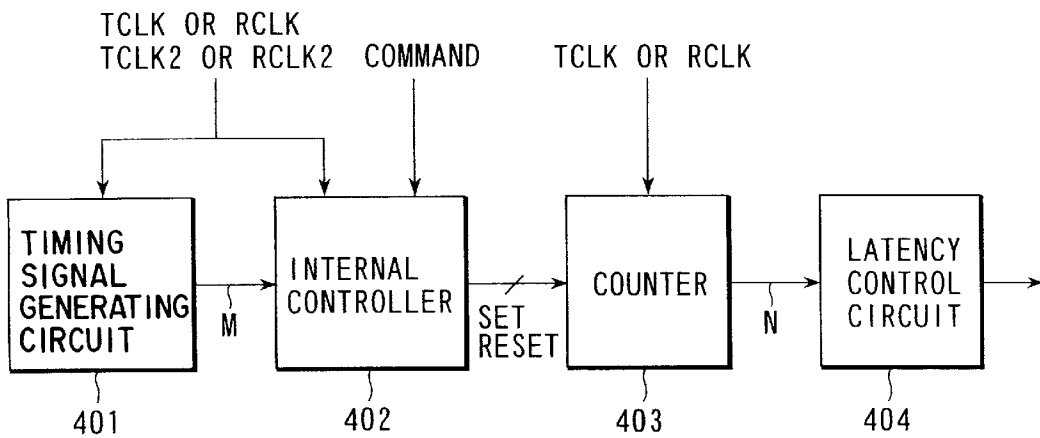 TCLK OR RCLK
TCLK2 OR RCLK2
COMMAND
TCLK OR RCLK
TIMING
SIGNAL
GENERATING
CIRCUIT
M
INTERNAL
CONTROLLER
SET
RESET
COUNTER
N
LATENCY
CONTROL
CIRCUIT
401
402
403
404